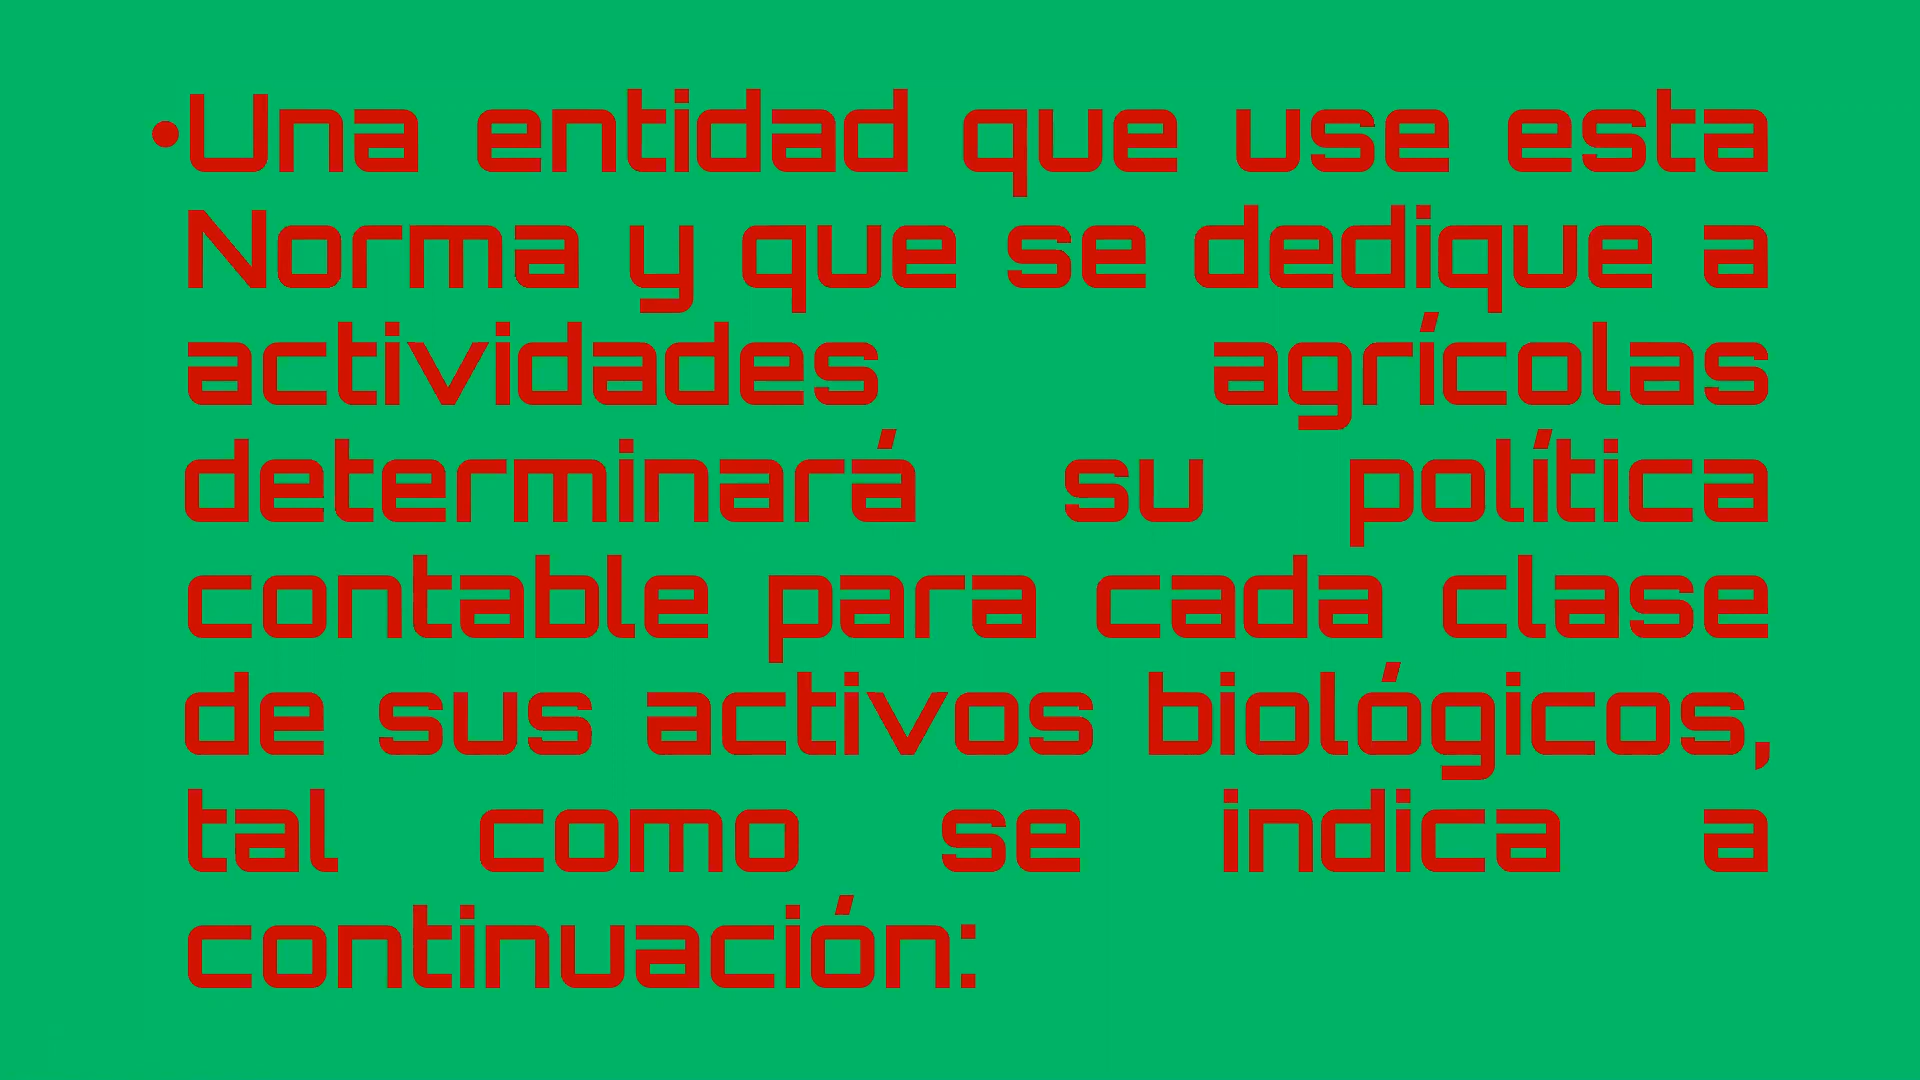 •Una entidad que use esta
Norma y que se dedique a
actividades agrícolas
determinará su política
contable para cada clase
de sus activos biológicos,
tal como se indica a
continuación: